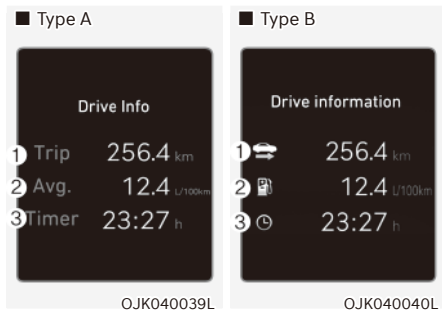 ■ Type A
Drive Info
1 Trip 256.4 km
2 Avg. 12.4 L/100km
3 Timer 23:27 h
OJK040039L
■ Type B
Drive information
1 256.4 km
2 12.4 L/100km
3 23:27 h
OJK040040L